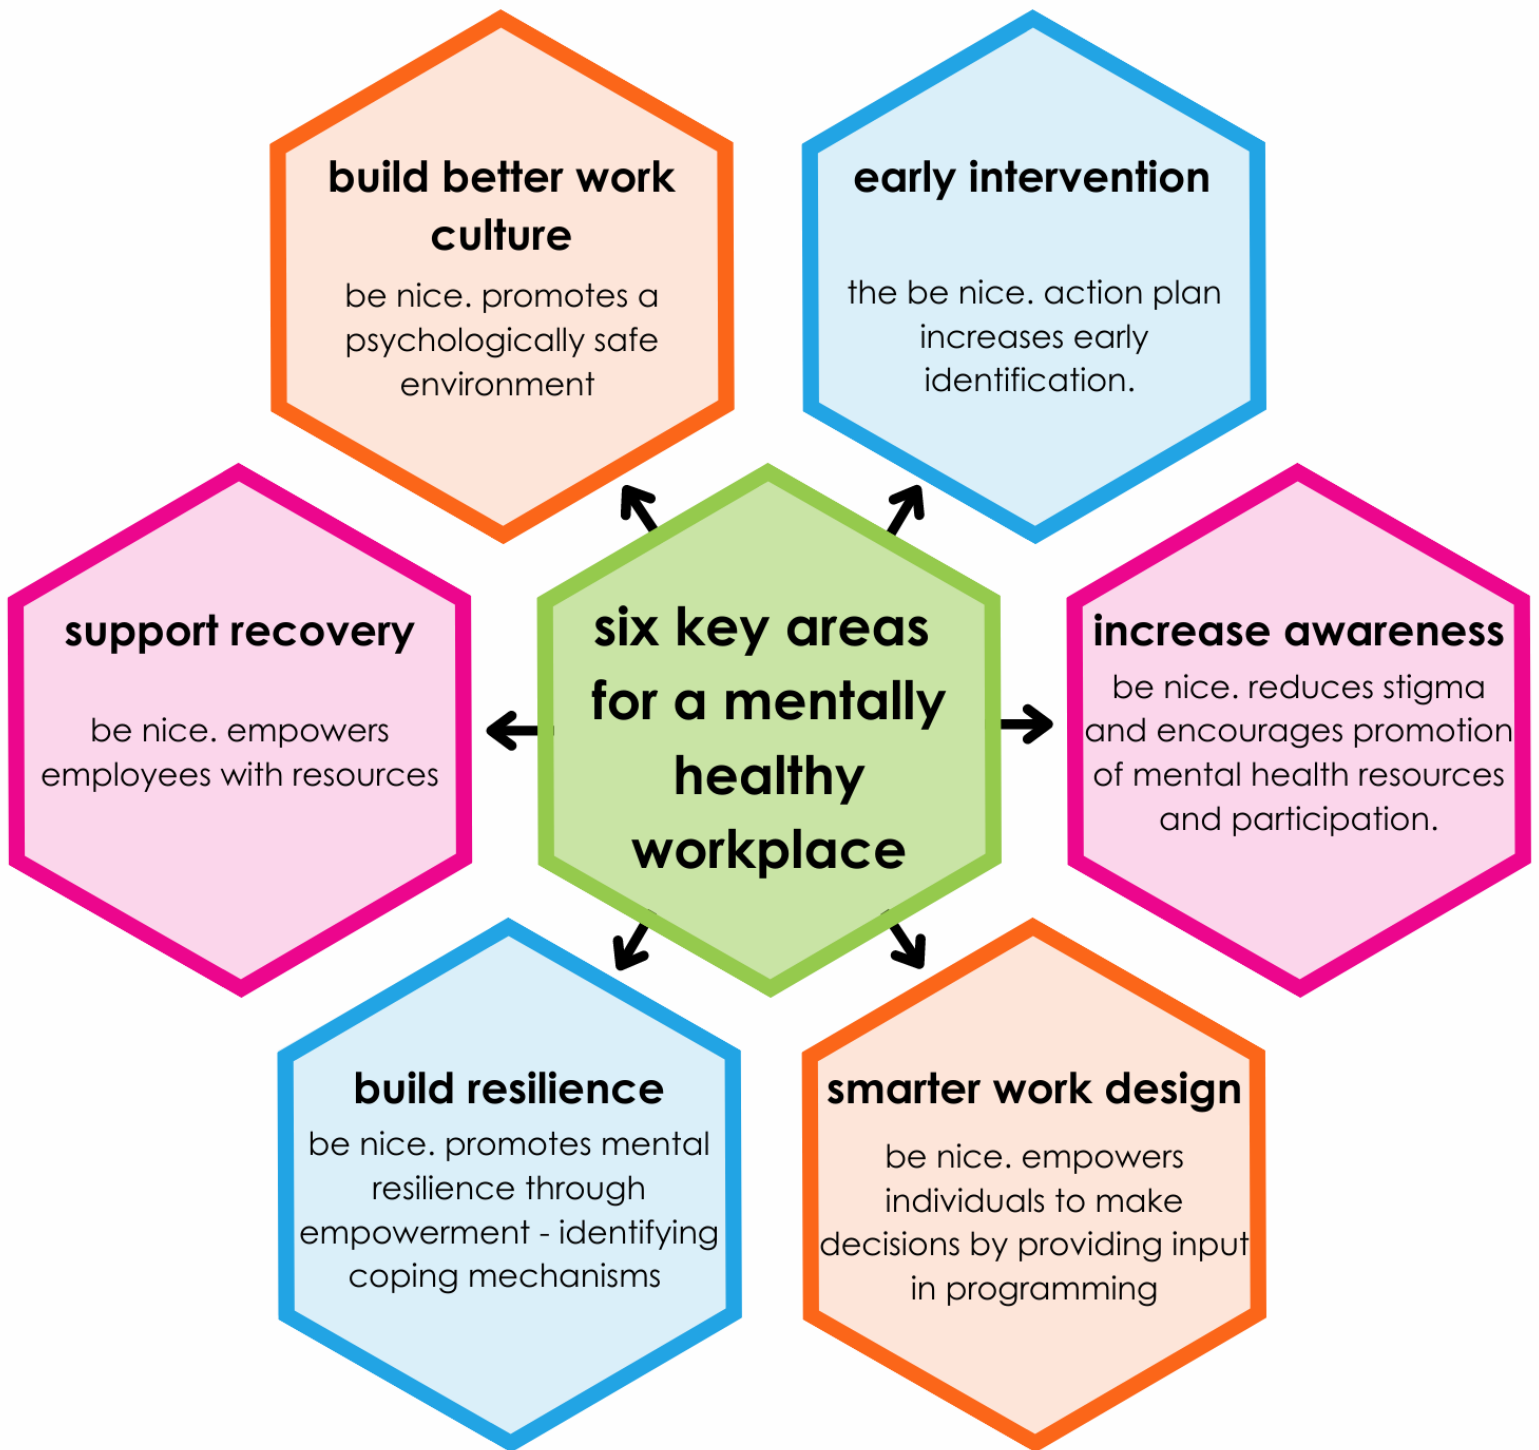 build better work
culture
be nice. promotes a
psychologically safe
environment
early intervention
the be nice. action plan
increases early
identification.
support recovery
be nice. empowers
employees with resources
six key areas
for a mentally
healthy
workplace
increase awareness
be nice. reduces stigma
and encourages promotion
of mental health resources
and participation.
build resilience
be nice. promotes mental
resilience through
empowerment - identifying
coping mechanisms
smarter work design
be nice. empowers
individuals to make
decisions by providing input
in programming